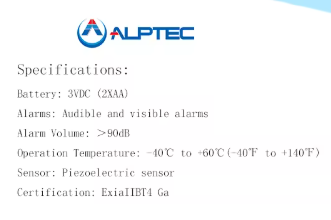 ALPTEC
Specifications:
Battery: 3VDC (2XAA)
Alarms: Audible and visible alarms
Alarm Volume: ＞90dB
Operation Temperature: -40℃ to +60℃(-40℉ to +140℉)
Sensor: Piezoelectric sensor
Certification: ExiaIIBT4 Ga